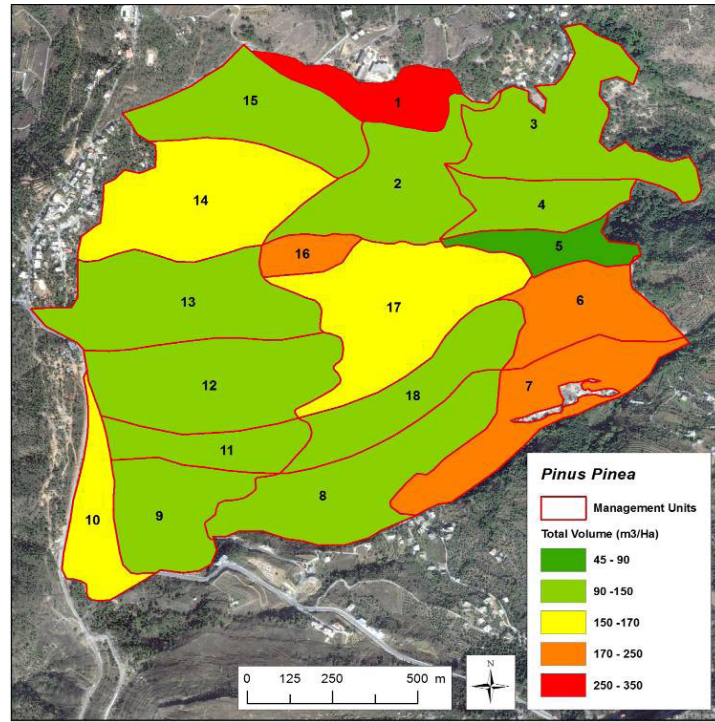 15
1
3
2
4
14
5
16
6
13
17
7
12
18
11
8
10
9
Pinus Pinea
Management Units
Total Volume (m3/Ha)
45 - 90
90 -150
150 -170
170 - 250
250 - 350
0 125 250 500 m
N